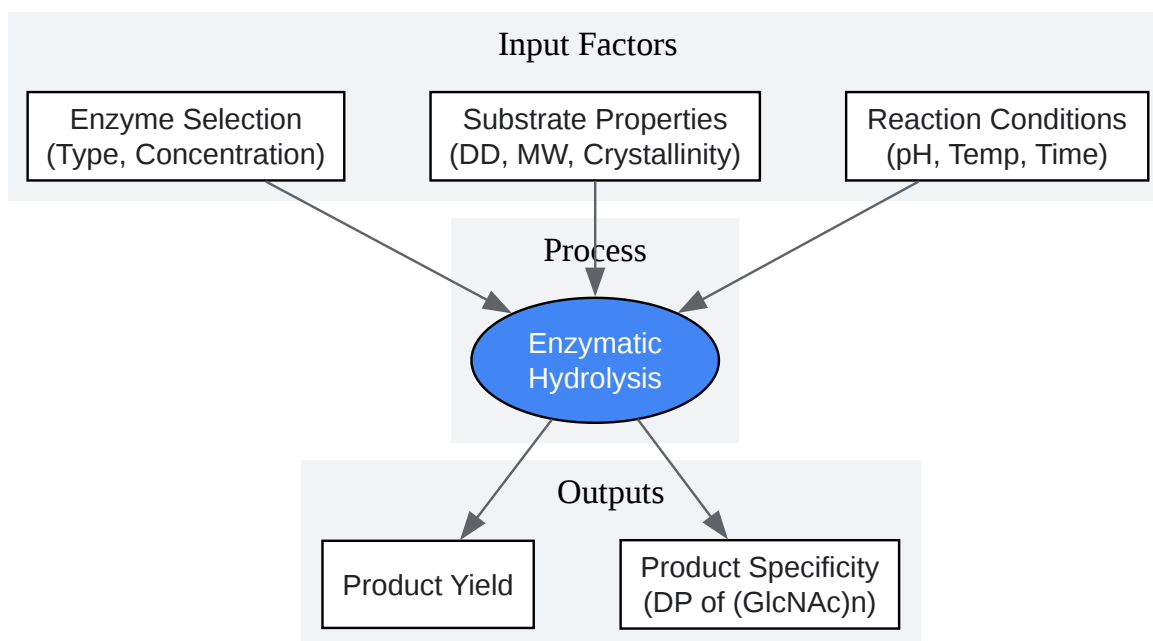 Input Factors
Enzyme Selection
(Type, Concentration)
Substrate Properties
(DD, MW, Crystallinity)
Reaction Conditions
(pH, Temp, Time)
Process
Enzymatic
Hydrolysis
Outputs
Product Yield
Product Specificity
(DP of (GlcNAc)n)